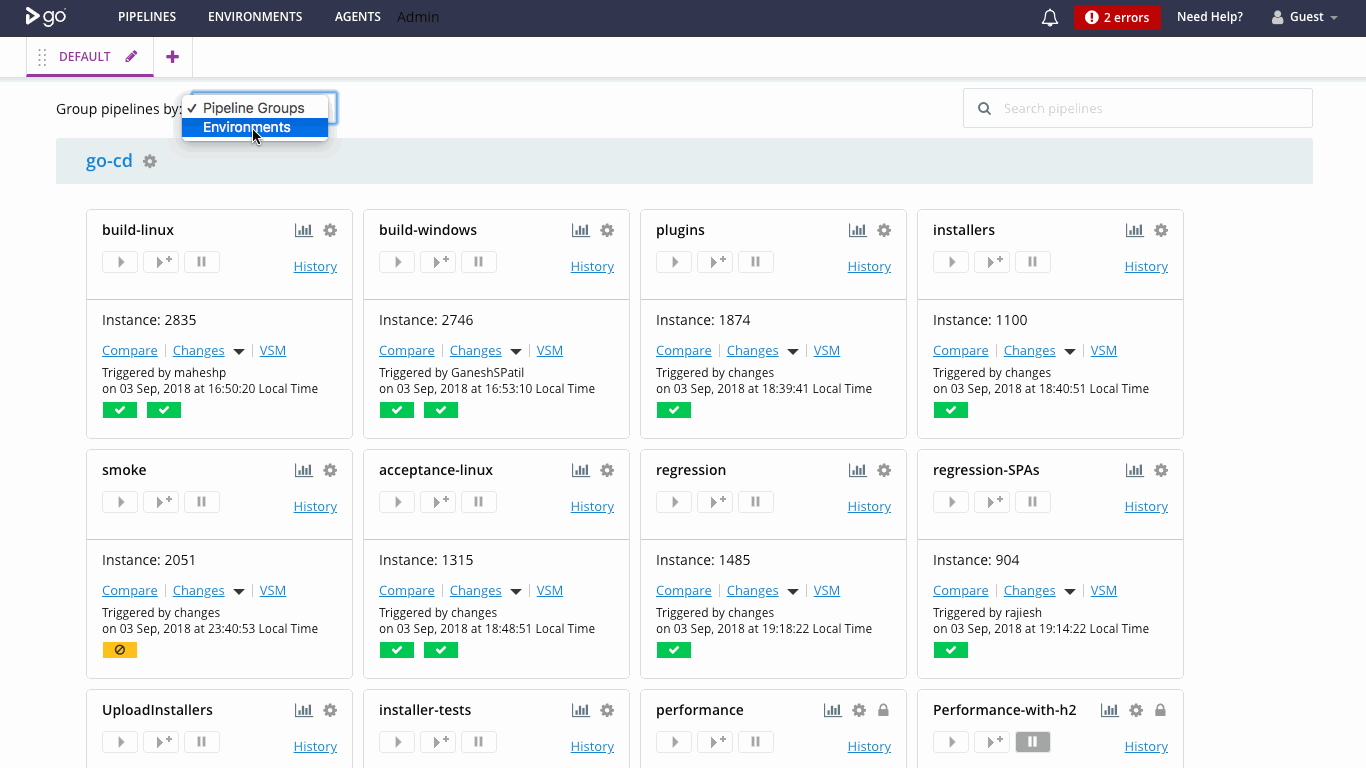 go PIPELINES ENVIRONMENTS AGENTS Admin 2 errors Need Help? Guest
DEFAULT
Group pipelines by: Pipeline Groups Search pipelines
Environments
go-cd
build-linux build-windows plugins installers
History History History History
Instance: 2835 Instance: 2746 Instance: 1874 Instance: 1100
Compare Changes VSM Compare Changes VSM Compare Changes VSM Compare Changes VSM
Triggered by maheshp Triggered by GaneshSPatil Triggered by changes Triggered by changes
on 03 Sep, 2018 at 16:50:20 Local Time on 03 Sep, 2018 at 16:53:10 Local Time on 03 Sep, 2018 at 18:39:41 Local Time on 03 Sep, 2018 at 18:40:51 Local Time
smoke acceptance-linux regression regression-SPAs
History History History History
Instance: 2051 Instance: 1315 Instance: 1485 Instance: 904
Compare Changes VSM Compare Changes VSM Compare Changes VSM Compare Changes VSM
Triggered by changes Triggered by changes Triggered by changes Triggered by rajiesh
on 03 Sep, 2018 at 23:40:53 Local Time on 03 Sep, 2018 at 18:48:51 Local Time on 03 Sep, 2018 at 19:18:22 Local Time on 03 Sep, 2018 at 19:14:22 Local Time
UploadInstallers installer-tests performance Performance-with-h2
History History History History